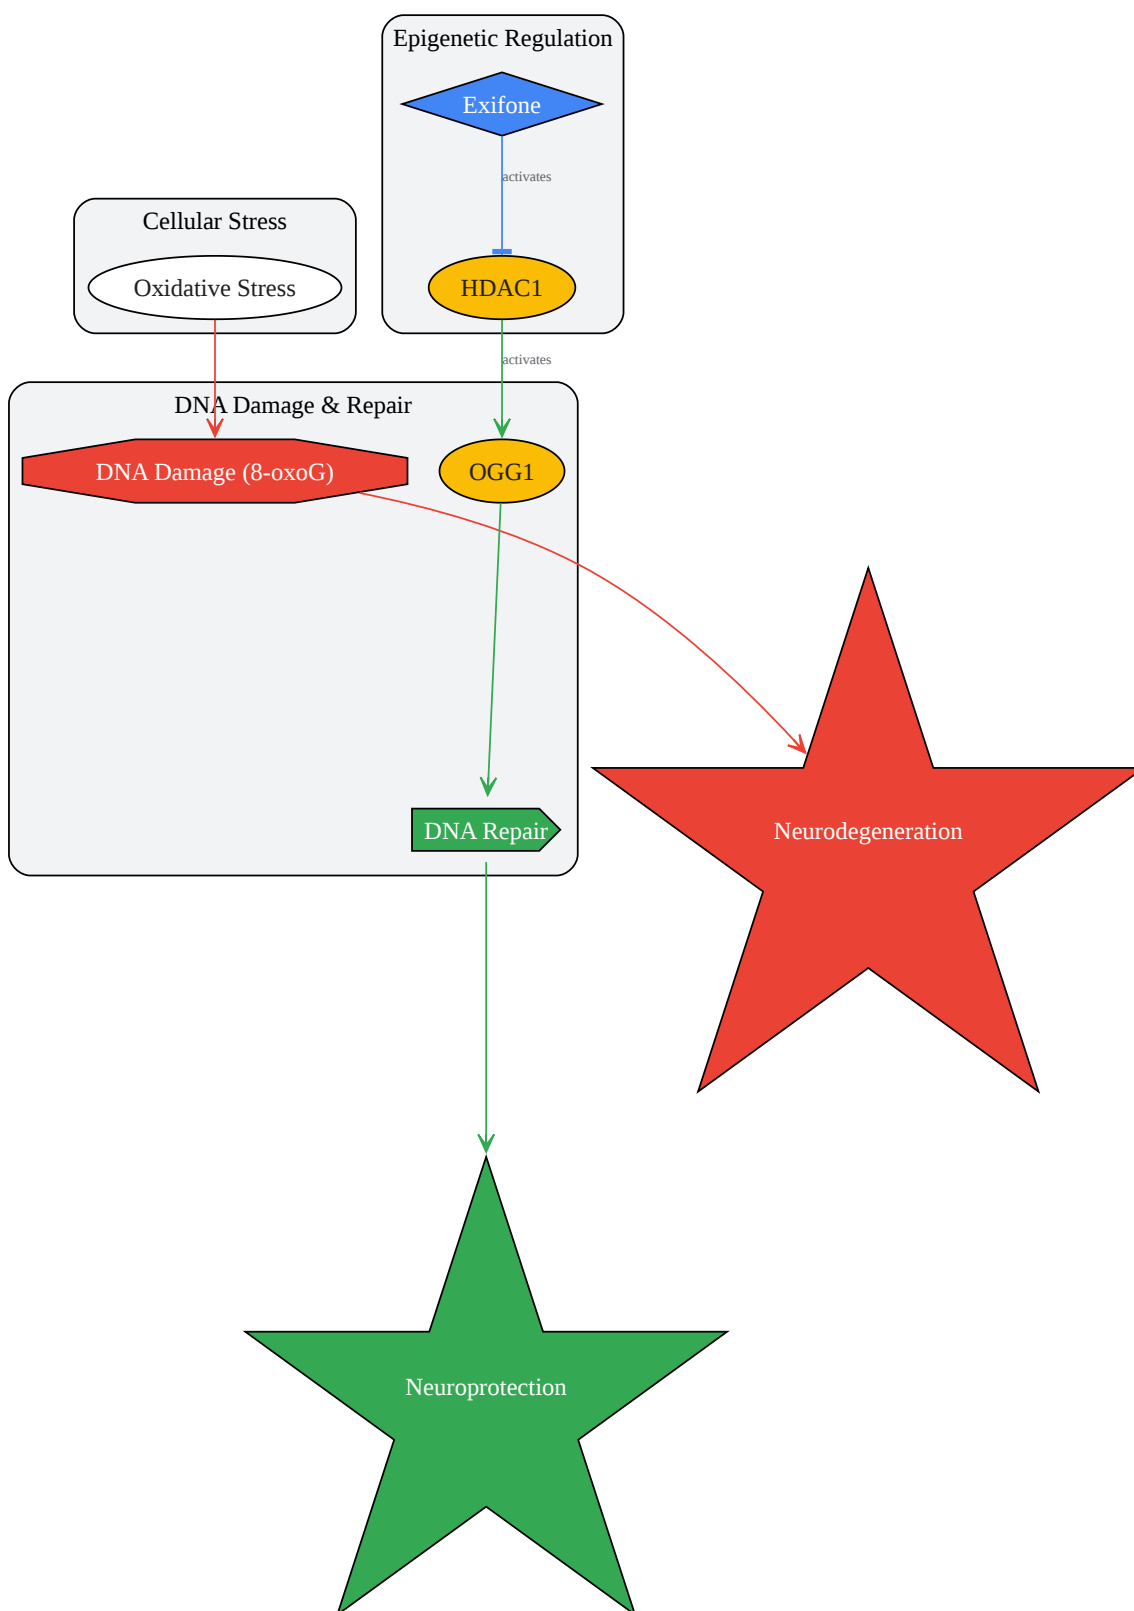 Epigenetic Regulation
Exifone
activates
Cellular Stress
Oxidative Stress
HDAC1
activates
DNA Damage & Repair
DNA Damage (8-oxoG)
OGG1
DNA Repair
Neurodegeneration
Neuroprotection